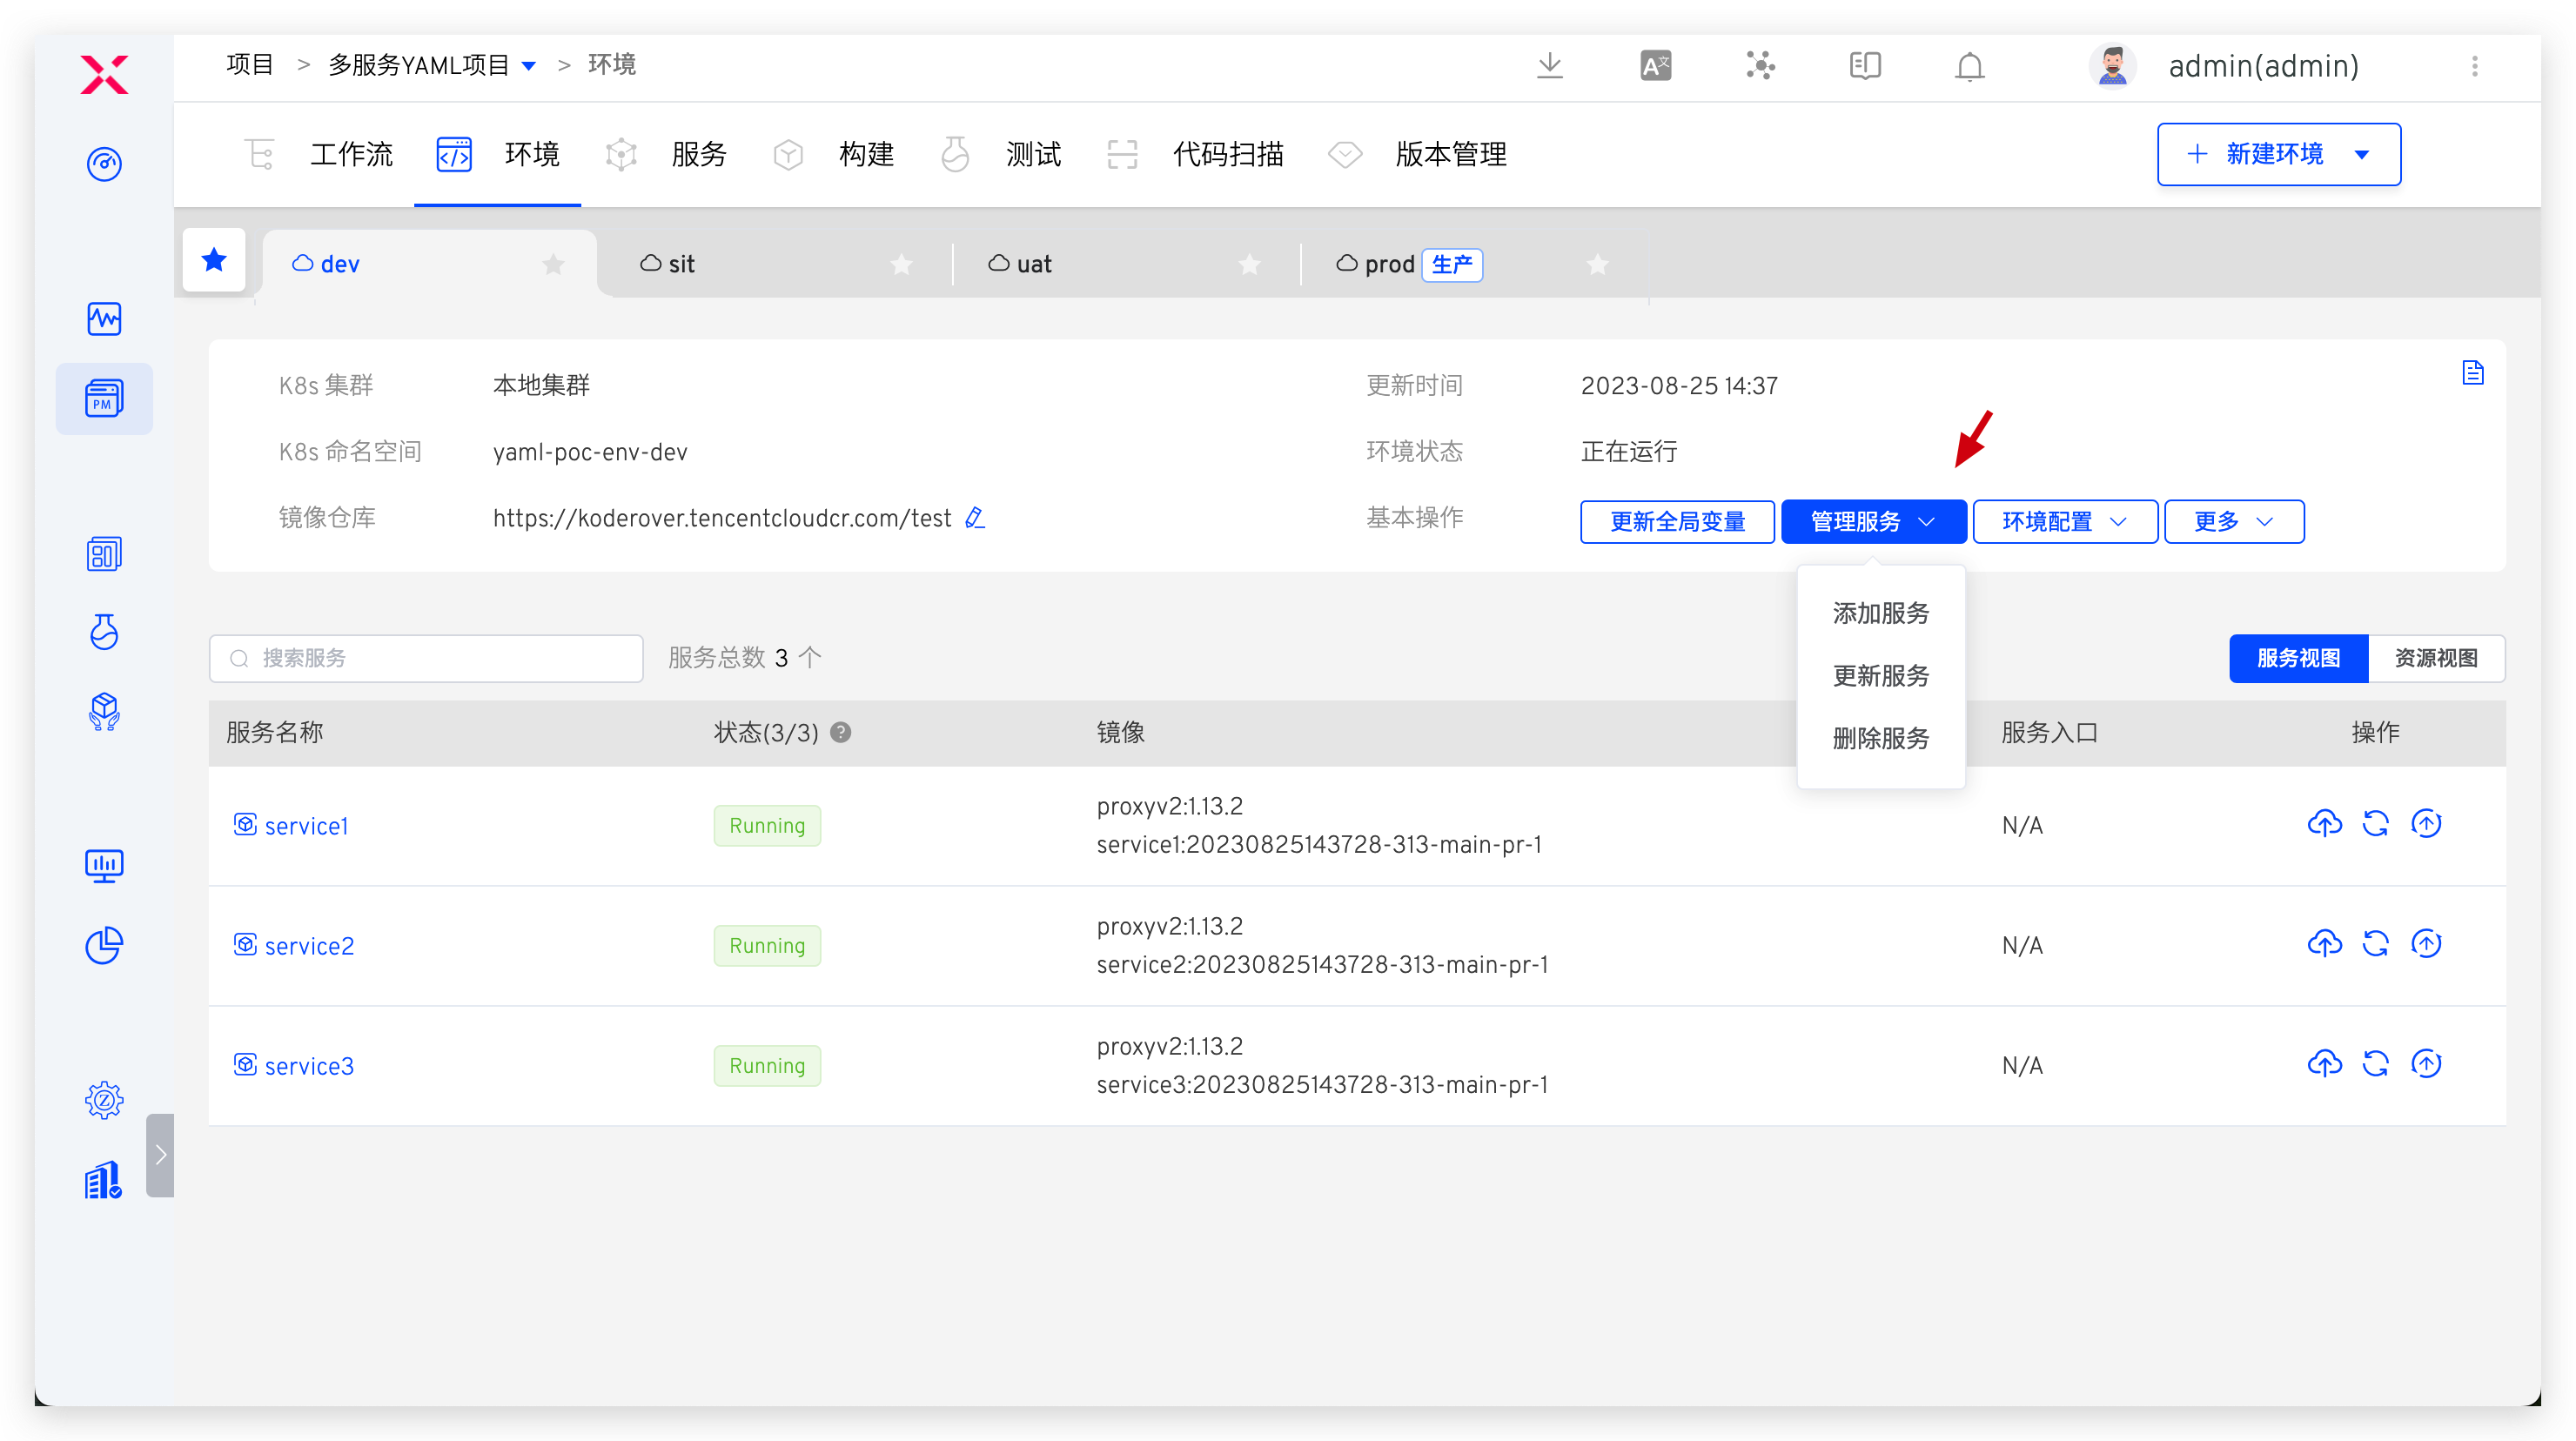 项目 > 多服务YAML项目 > 环境
admin(admin)
工作流 环境 服务 构建 测试 代码扫描 版本管理
+ 新建环境
dev
sit
uat
prod 生产
PM
K8s 集群 本地集群
更新时间 2023-08-25 14:37
K8s 命名空间 yaml-poc-env-dev
环境状态 正在运行
镜像仓库 https://koderover.tencentcloudcr.com/test
基本操作 更新全局变量 管理服务 环境配置 更多
添加服务
更新服务
删除服务
搜索服务
服务总数 3 个
服务视图 资源视图
服务名称 状态(3/3) ? 镜像 服务入口 操作
service1 Running
proxyv2:1.13.2
service1:20230825143728-313-main-pr-1
N/A
service2 Running
proxyv2:1.13.2
service2:20230825143728-313-main-pr-1
N/A
service3 Running
proxyv2:1.13.2
service3:20230825143728-313-main-pr-1
N/A